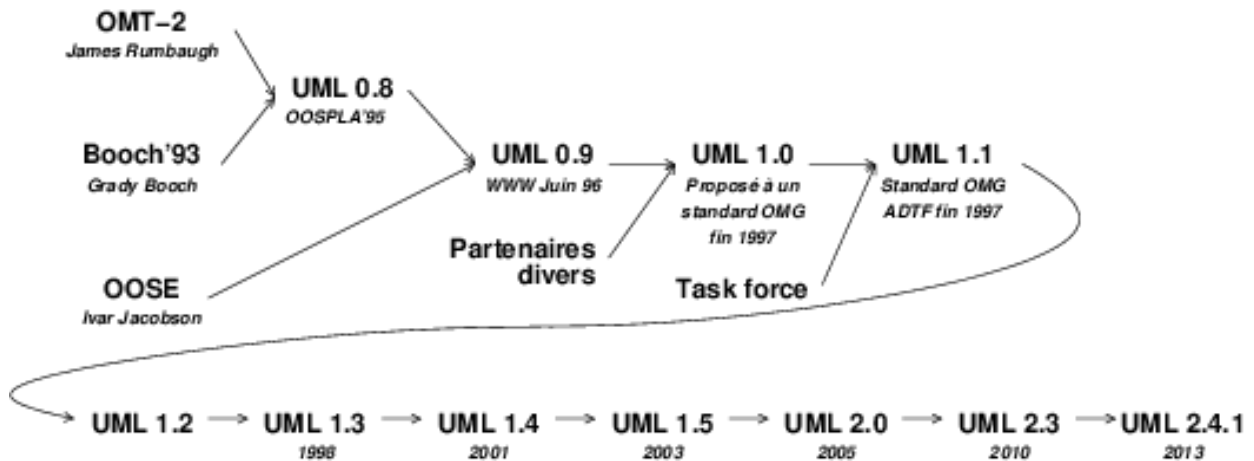 OMT-2
James Rumbaugh
UML 0.8
OOSPLA'95
Booch'93
Grady Booch
UML 0.9
WWW Juin 96
UML 1.0
Proposé à un
standard OMG
fin 1997
UML 1.1
Standard OMG
ADTF fin 1997
Partenaires
divers
OOSE
Ivar Jacobson
Task force
UML 1.2
UML 1.3
1998
UML 1.4
2001
UML 1.5
2003
UML 2.0
2005
UML 2.3
2010
UML 2.4.1
2013